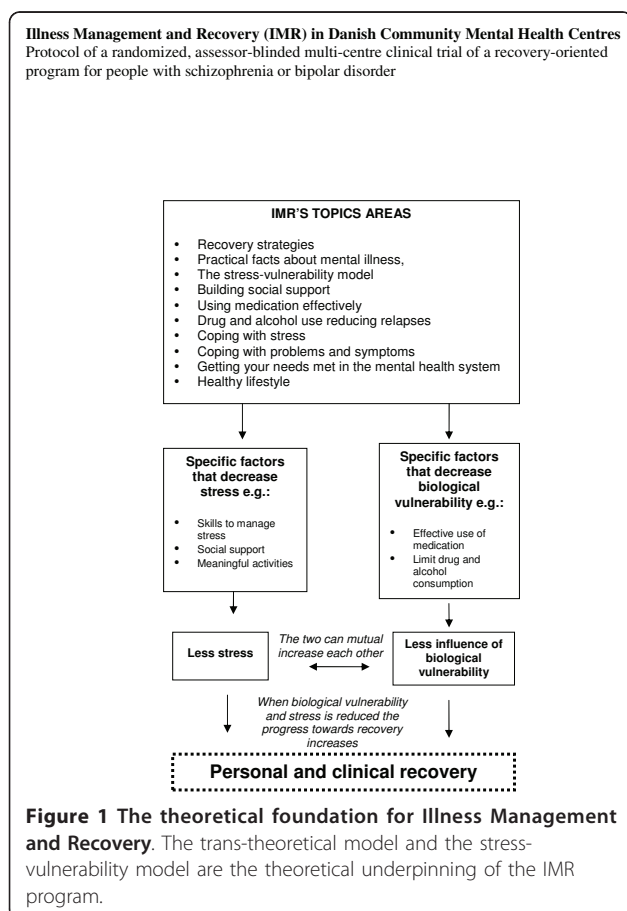 Illness Management and Recovery (IMR) in Danish Community Mental Health Centres
Protocol of a randomized, assessor-blinded multi-centre clinical trial of a recovery-oriented
program for people with schizophrenia or bipolar disorder
IMR'S TOPICS AREAS
• Recovery strategies
• Practical facts about mental illness,
• The stress-vulnerability model
• Building social support
• Using medication effectively
• Drug and alcohol use reducing relapses
• Coping with stress
• Coping with problems and symptoms
• Getting your needs met in the mental health system
• Healthy lifestyle
Specific factors
that decrease
stress e.g.:
• Skills to manage
stress
• Social support
• Meaningful activities
Specific factors
that decrease
biological
vulnerability e.g.:
• Effective use of
medication
• Limit drug and
alcohol
consumption
Less stress
The two can mutual
increase each other
Less influence of
biological
vulnerability
When biological vulnerability
and stress is reduced the
progress towards recovery
increases
Personal and clinical recovery
Figure 1 The theoretical foundation for Illness Management
and Recovery. The trans-theoretical model and the stress-
vulnerability model are the theoretical underpinning of the IMR
program.